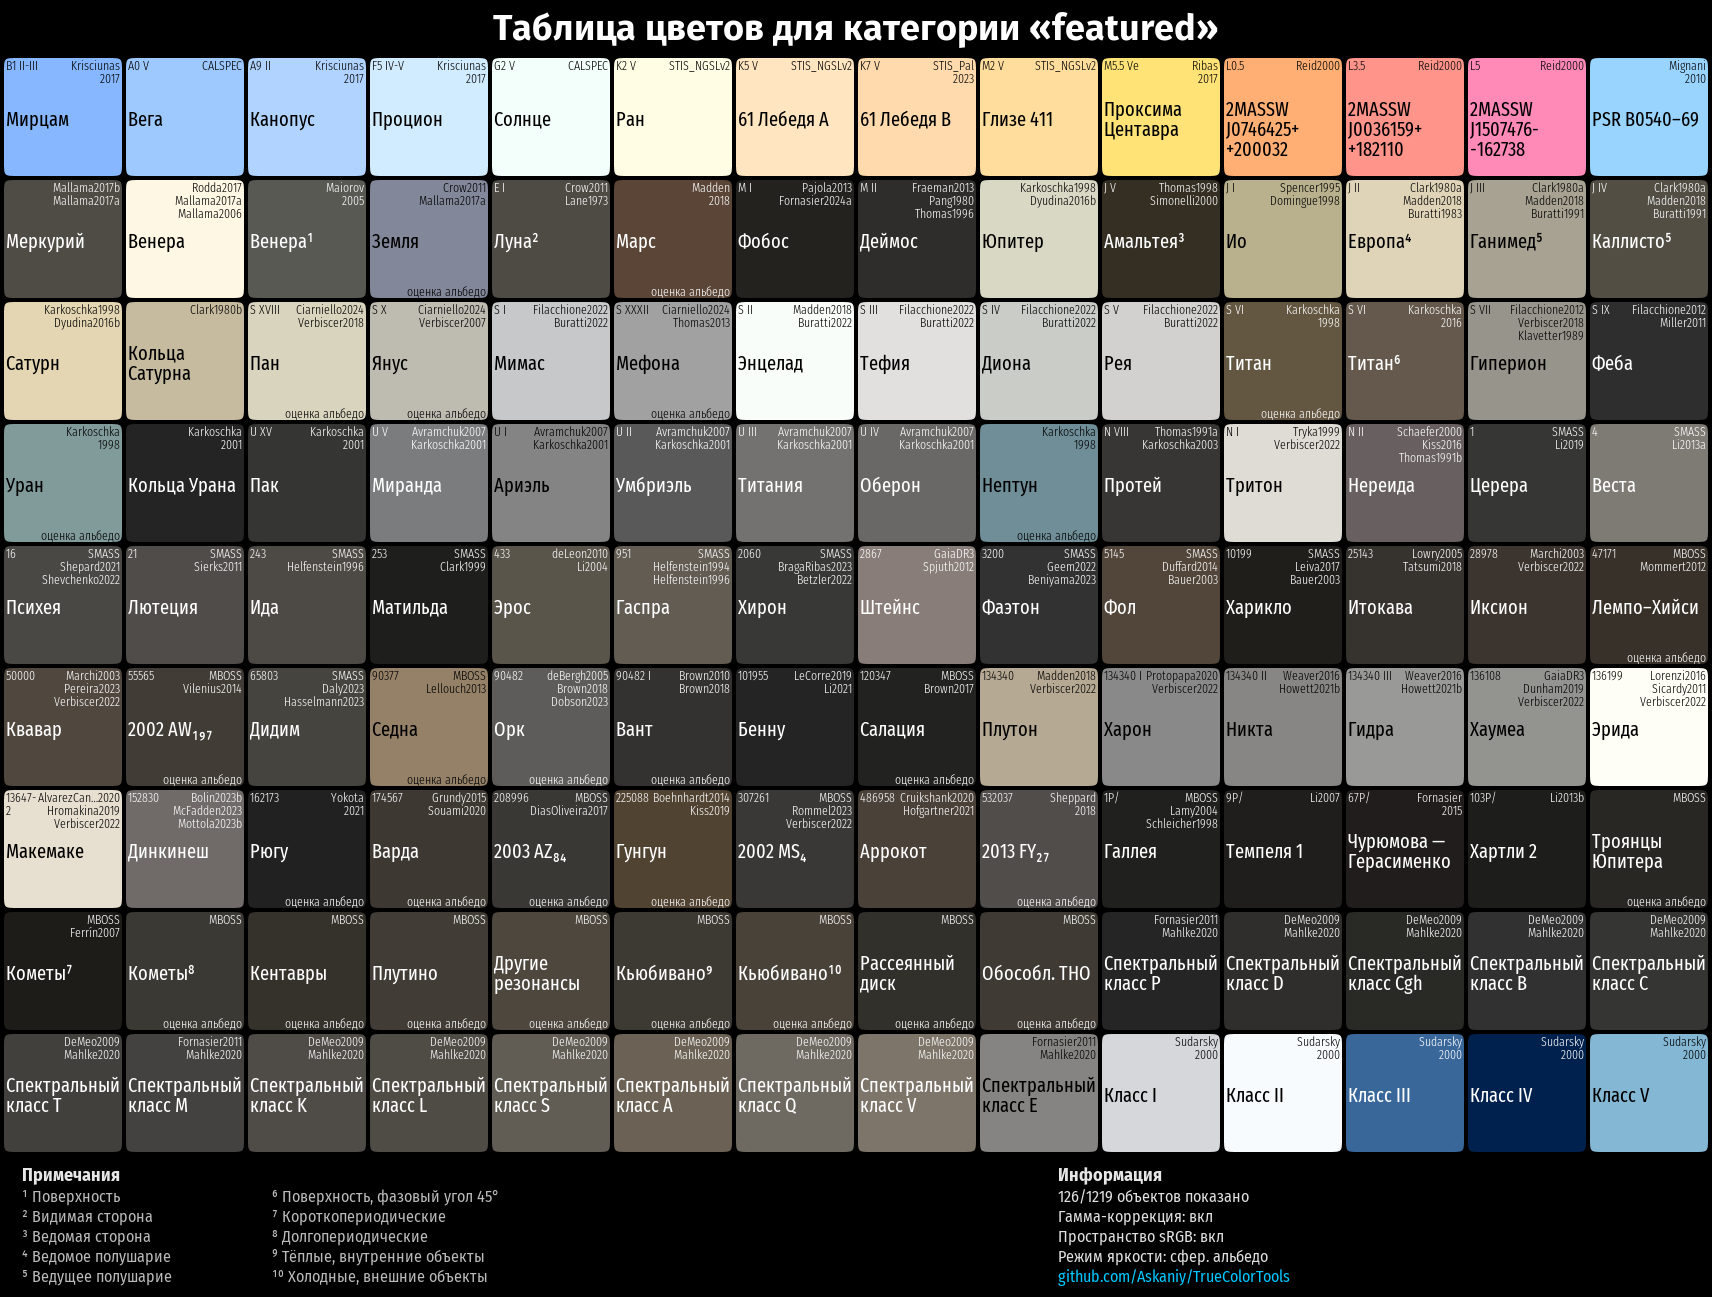 Таблица цветов для категории «featured»
B1 II-III Krisciunas
2017
Мирцам
A0 V CALSPEC
Вега
A9 II Krisciunas
2017
Канопус
F5 IV-V Krisciunas
2017
Процион
G2 V CALSPEC
Солнце
K2 V STIS_NGSLv2
Ран
K5 V STIS_NGSLv2
61 Лебедя A
K7 V STIS_Pal
2023
61 Лебедя B
M2 V STIS_NGSLv2
Глизе 411
M5.5 Ve Ribas
2017
Проксима
Центавра
L0.5 Reid2000
2MASSW
J0746425+
+200032
L3.5 Reid2000
2MASSW
J0036159+
+182110
L5 Reid2000
2MASSW
J1507476-
-162738
Mignani
2010
PSR B0540–69
Mallama2017b
Mallama2017a
Меркурий
Rodda2017
Mallama2017a
Mallama2006
Венера
Maiorov
2005
Венера¹
Crow2011
Mallama2017a
Земля
оценка альбедо
E I Crow2011
Lane1973
Луна²
Madden
2018
Марс
оценка альбедо
M I Pajola2013
Fornasier2024a
Фобос
M II Fraeman2013
Pang1980
Thomas1996
Деймос
Karkoschka1998
Dyudina2016b
Юпитер
J V Thomas1998
Simonelli2000
Амальтея³
J I Spencer1995
Domingue1998
Ио
J II Clark1980a
Madden2018
Buratti1983
Европа⁴
J III Clark1980a
Madden2018
Buratti1991
Ганимед⁵
J IV Clark1980a
Madden2018
Buratti1991
Каллисто⁵
Karkoschka1998
Dyudina2016b
Сатурн
Clark1980b
Кольца
Сатурна
S XVIII Ciarniello2024
Verbiscer2018
Пан
оценка альбедо
S X Ciarniello2024
Verbiscer2007
Янус
оценка альбедо
S I Filacchione2022
Buratti2022
Мимас
S XXXII Ciarniello2024
Thomas2013
Мефона
оценка альбедо
S II Madden2018
Buratti2022
Энцелад
S III Filacchione2022
Buratti2022
Тефия
S IV Filacchione2022
Buratti2022
Диона
S V Filacchione2022
Buratti2022
Рея
S VI Karkoschka
1998
Титан
оценка альбедо
S VI Karkoschka
2016
Титан⁶
S VII Filacchione2012
Verbiscer2018
Klavetter1989
Гиперион
S IX Filacchione2012
Miller2011
Феба
Karkoschka
1998
Уран
оценка альбедо
Karkoschka
2001
Кольца Урана
U XV Karkoschka
2001
Пак
U V Avramchuk2007
Karkoschka2001
Миранда
U I Avramchuk2007
Karkoschka2001
Ариэль
U II Avramchuk2007
Karkoschka2001
Умбриэль
U III Avramchuk2007
Karkoschka2001
Титания
U IV Avramchuk2007
Karkoschka2001
Оберон
Karkoschka
1998
Нептун
оценка альбедо
N VIII Thomas1991a
Karkoschka2003
Протей
N I Tryka1999
Verbiscer2022
Тритон
N II Schaefer2000
Kiss2016
Thomas1991b
Нереида
1 SMASS
Li2019
Церера
4 SMASS
Li2013a
Веста
16 SMASS
Shepard2021
Shevchenko2022
Психея
21 SMASS
Sierks2011
Лютеция
243 SMASS
Helfenstein1996
Ида
253 SMASS
Clark1999
Матильда
433 deLeon2010
Li2004
Эрос
951 SMASS
Helfenstein1994
Helfenstein1996
Гаспра
2060 SMASS
BragaRibas2023
Betzler2022
Хирон
2867 GaiaDR3
Spjuth2012
Штейнс
3200 SMASS
Geem2022
Beniyama2023
Фаэтон
5145 SMASS
Duffard2014
Bauer2003
Фол
10199 SMASS
Leiva2017
Bauer2003
Харикло
25143 Lowry2005
Tatsumi2018
Итокава
28978 Marchi2003
Verbiscer2022
Иксион
47171 MBOSS
Mommert2012
Лемпо–Хийси
оценка альбедо
50000 Marchi2003
Pereira2023
Verbiscer2022
Квавар
55565 MBOSS
Vilenius2014
2002 AW₁₉₇
оценка альбедо
65803 SMASS
Daly2023
Hasselmann2023
Дидим
90377 MBOSS
Lellouch2013
Седна
оценка альбедо
90482 deBergh2005
Brown2018
Dobson2023
Орк
оценка альбедо
90482 I Brown2010
Brown2018
Вант
оценка альбедо
101955 LeCorre2019
Li2021
Бенну
120347 MBOSS
Brown2017
Салация
оценка альбедо
134340 Madden2018
Verbiscer2022
Плутон
134340 I Protopapa2020
Verbiscer2022
Харон
134340 II Weaver2016
Howett2021b
Никта
134340 III Weaver2016
Howett2021b
Гидра
136108 GaiaDR3
Dunham2019
Verbiscer2022
Хаумеа
136199 Lorenzi2016
Sicardy2011
Verbiscer2022
Эрида
13647- AlvarezCan…2020
2 Hromakina2019
Verbiscer2022
Макемаке
152830 Bolin2023b
McFadden2023
Mottola2023b
Динкинеш
162173 Yokota
2021
Рюгу
оценка альбедо
174567 Grundy2015
Souami2020
Варда
оценка альбедо
208996 MBOSS
DiasOliveira2017
2003 AZ₈₄
оценка альбедо
225088 Boehnhardt2014
Kiss2019
Гунгун
оценка альбедо
307261 MBOSS
Rommel2023
Verbiscer2022
2002 MS₄
486958 Cruikshank2020
Hofgartner2021
Аррокот
532037 Sheppard
2018
2013 FY₂₇
оценка альбедо
1P/ MBOSS
Lamy2004
Schleicher1998
Галлея
9P/ Li2007
Темпеля 1
67P/ Fornasier
2015
Чурюмова —
Герасименко
103P/ Li2013b
Хартли 2
MBOSS
Троянцы
Юпитера
оценка альбедо
MBOSS
Ferrin2007
Кометы⁷
MBOSS
Кометы⁸
оценка альбедо
MBOSS
Кентавры
оценка альбедо
MBOSS
Плутино
оценка альбедо
MBOSS
Другие
резонансы
оценка альбедо
MBOSS
Кьюбивано⁹
оценка альбедо
MBOSS
Кьюбивано¹⁰
оценка альбедо
MBOSS
Рассеянный
диск
оценка альбедо
MBOSS
Обособл. ТНО
оценка альбедо
Fornasier2011
Mahlke2020
Спектральный
класс P
DeMeo2009
Mahlke2020
Спектральный
класс D
DeMeo2009
Mahlke2020
Спектральный
класс Cgh
DeMeo2009
Mahlke2020
Спектральный
класс B
DeMeo2009
Mahlke2020
Спектральный
класс C
DeMeo2009
Mahlke2020
Спектральный
класс T
Fornasier2011
Mahlke2020
Спектральный
класс M
DeMeo2009
Mahlke2020
Спектральный
класс K
DeMeo2009
Mahlke2020
Спектральный
класс L
DeMeo2009
Mahlke2020
Спектральный
класс S
DeMeo2009
Mahlke2020
Спектральный
класс A
DeMeo2009
Mahlke2020
Спектральный
класс Q
DeMeo2009
Mahlke2020
Спектральный
класс V
Fornasier2011
Mahlke2020
Спектральный
класс E
Sudarsky
2000
Класс I
Sudarsky
2000
Класс II
Sudarsky
2000
Класс III
Sudarsky
2000
Класс IV
Sudarsky
2000
Класс V
Примечания
¹ Поверхность
² Видимая сторона
³ Ведомая сторона
⁴ Ведомое полушарие
⁵ Ведущее полушарие
⁶ Поверхность, фазовый угол 45°
⁷ Короткопериодические
⁸ Долгопериодические
⁹ Тёплые, внутренние объекты
¹⁰ Холодные, внешние объекты
Информация
126/1219 объектов показано
Гамма-коррекция: вкл
Пространство sRGB: вкл
Режим яркости: сфер. альбедо
github.com/Askaniy/TrueColorTools